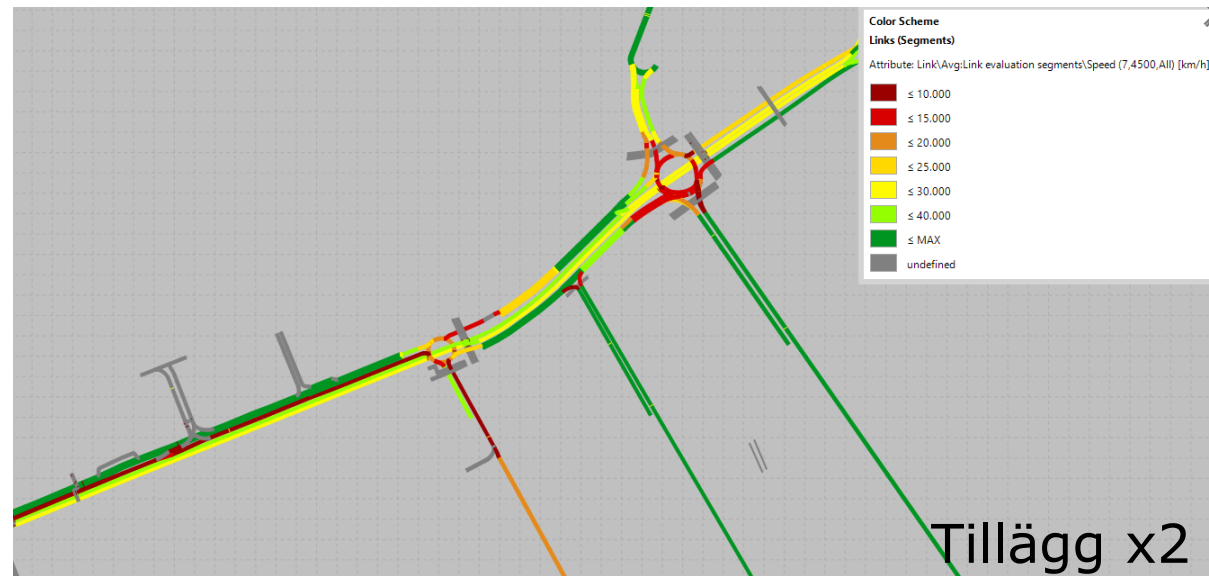 Color Scheme
Links (Segments)
Attribute: Link\Avg:Link evaluation segments\Speed (7,4500,All) [km/h]
≤ 10.000
≤ 15.000
≤ 20.000
≤ 25.000
≤ 30.000
≤ 40.000
≤ MAX
undefined
Tillägg x2